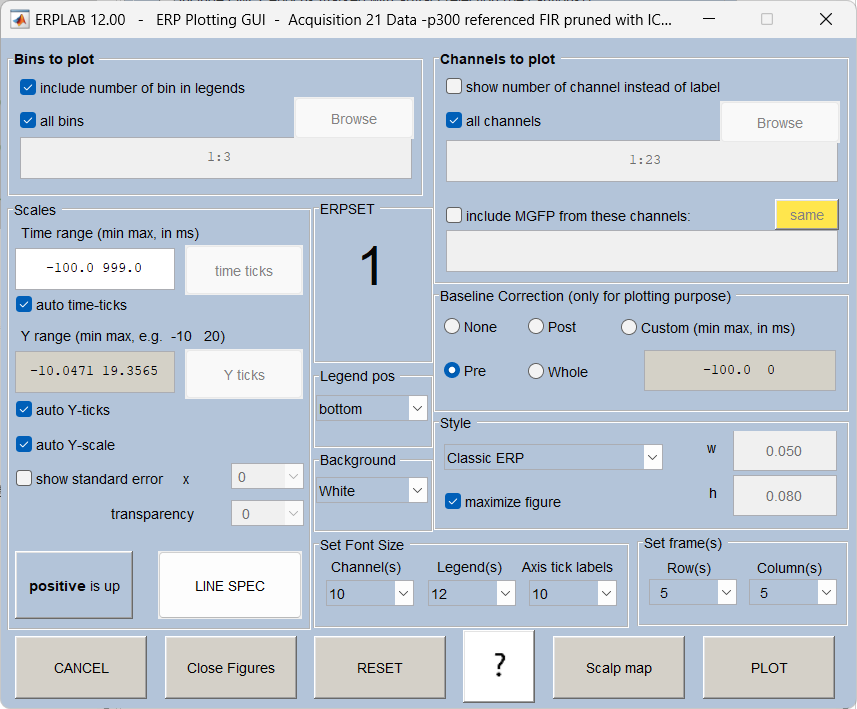 ERPLAB 12.00 - ERP Plotting GUI - Acquisition 21 Data -p300 referenced FIR pruned with IC...
Bins to plot
include number of bin in legends
all bins
Browse
1:3
Channels to plot
show number of channel instead of label
all channels
Browse
1:23
include MGFP from these channels:
same
Scales
Time range (min max, in ms)
-100.0 999.0
time ticks
auto time-ticks
Y range (min max, e.g. -10 20)
-10.0471 19.3565
Y ticks
auto Y-ticks
auto Y-scale
show standard error x 0
transparency 0
positive is up
LINE SPEC
ERPSET
1
Legend pos
bottom
Background
White
Baseline Correction (only for plotting purpose)
None Post Custom (min max, in ms)
Pre Whole -100.0 0
Style
Classic ERP
w 0.050
maximize figure
h 0.080
Set Font Size
Channel(s) Legend(s) Axis tick labels
10 12 10
Set frame(s)
Row(s) Column(s)
5 5
CANCEL Close Figures RESET ? Scalp map PLOT